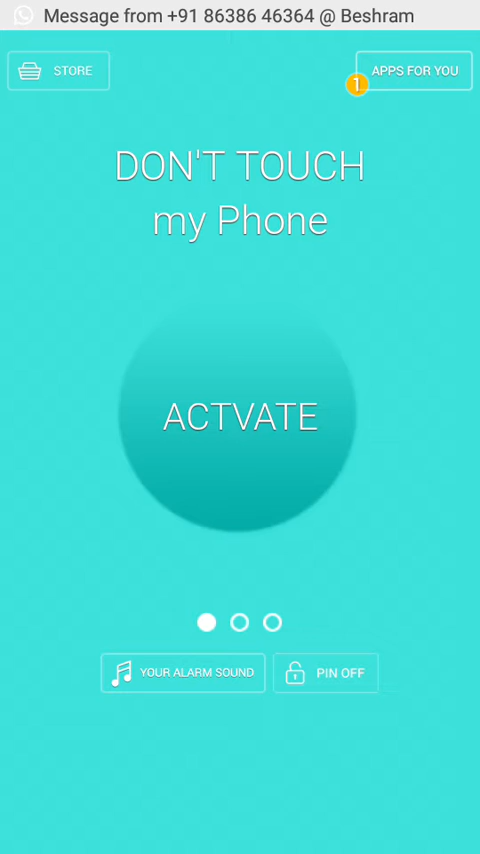 Message from +91 86386 46364 @ Beshram
STORE
APPS FOR YOU
1
DON'T TOUCH
my Phone
ACTVATE
YOUR ALARM SOUND
PIN OFF